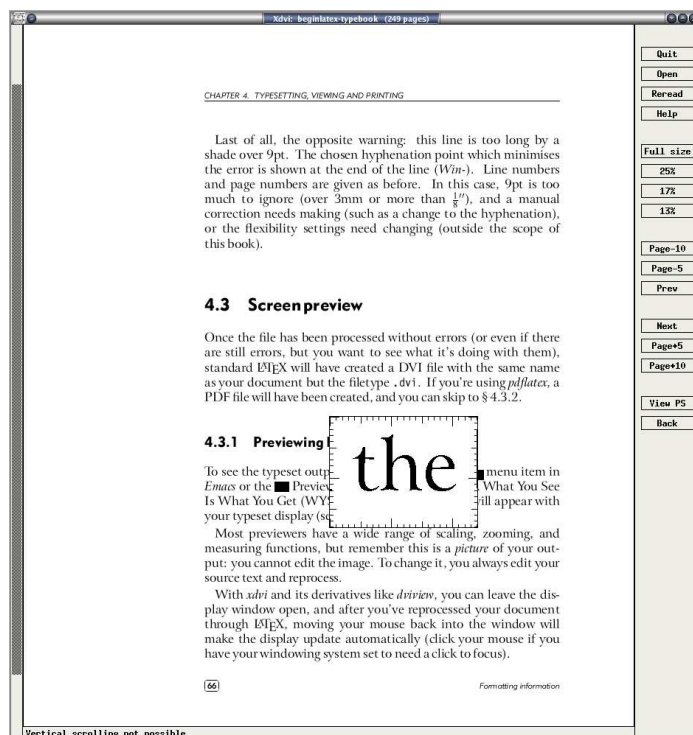 Xdvi: beginlatex-typebook (249 pages)
CHAPTER 4. TYPESETTING, VIEWING AND PRINTING
Last of all, the opposite warning: this line is too long by a
shade over 9pt. The chosen hyphenation point which minimises
the error is shown at the end of the line (Win-). Line numbers
and page numbers are given as before. In this case, 9pt is too
much to ignore (over 3mm or more than 1/8″), and a manual
correction needs making (such as a change to the hyphenation),
or the flexibility settings need changing (outside the scope of
this book).
4.3 Screen preview
Once the file has been processed without errors (or even if there
are still errors, but you want to see what it's doing with them),
standard LATEX will have created a DVI file with the same name
as your document but the filetype .dvi. If you're using pdflatex, a
PDF file will have been created, and you can skip to § 4.3.2.
4.3.1 Previewing
the
To see the typeset outp menu item in
Emacs or the Preview What You See
Is What You Get (WYS will appear with
your typeset display (se
Most previewers have a wide range of scaling, zooming, and
measuring functions, but remember this is a picture of your out-
put: you cannot edit the image. To change it, you always edit your
source text and reprocess.
With xdvi and its derivatives like dviview, you can leave the dis-
play window open, and after you've reprocessed your document
through LATEX, moving your mouse back into the window will
make the display update automatically (click your mouse if you
have your windowing system set to need a click to focus).
66 Formatting information
Vertical scrolling not possible
Quit
Open
Reread
Help
Full size
25%
17%
13%
Page-10
Page-5
Prev
Next
Page+5
Page+10
View PS
Back